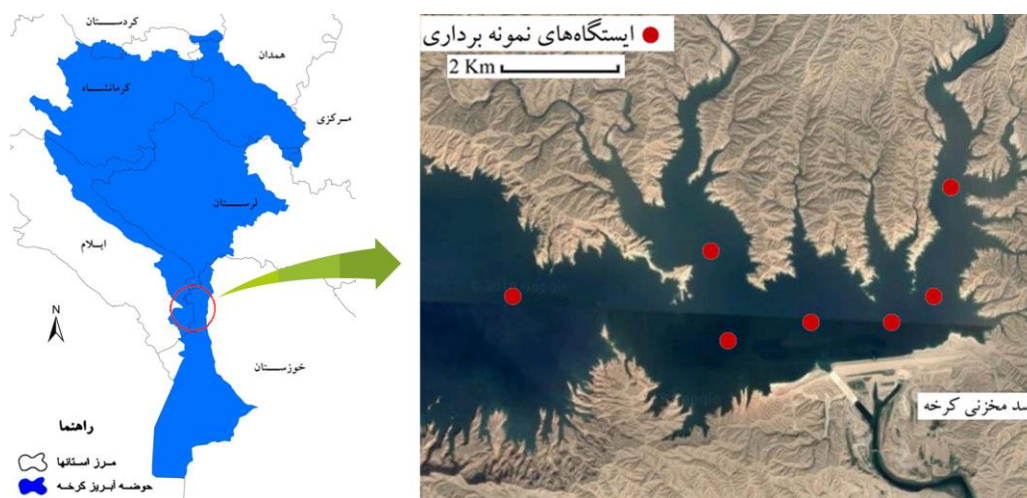 کردستان
همدان
کرمانشاه
مرکزی
لرستان
ایلام
N
خوزستان
راهنما
مرز استانها
حوضه آبریز کرخه
ایستگاه‌های نمونه برداری
2 Km
Google
سد مخزنی کرخه